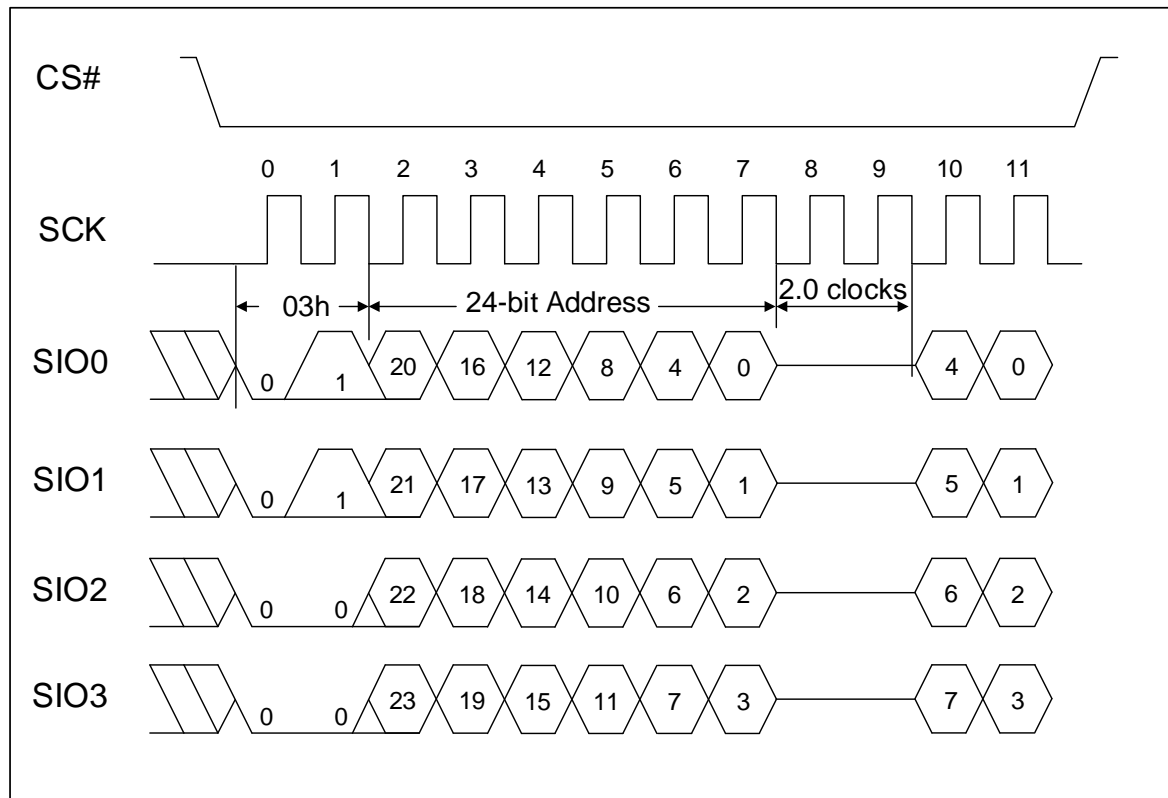 CS#
0 1 2 3 4 5 6 7 8 9 10 11
SCK
03h 24-bit Address 2.0 clocks
SIO0 0 1 20 16 12 8 4 0 4 0
SIO1 0 1 21 17 13 9 5 1 5 1
SIO2 0 0 22 18 14 10 6 2 6 2
SIO3 0 0 23 19 15 11 7 3 7 3